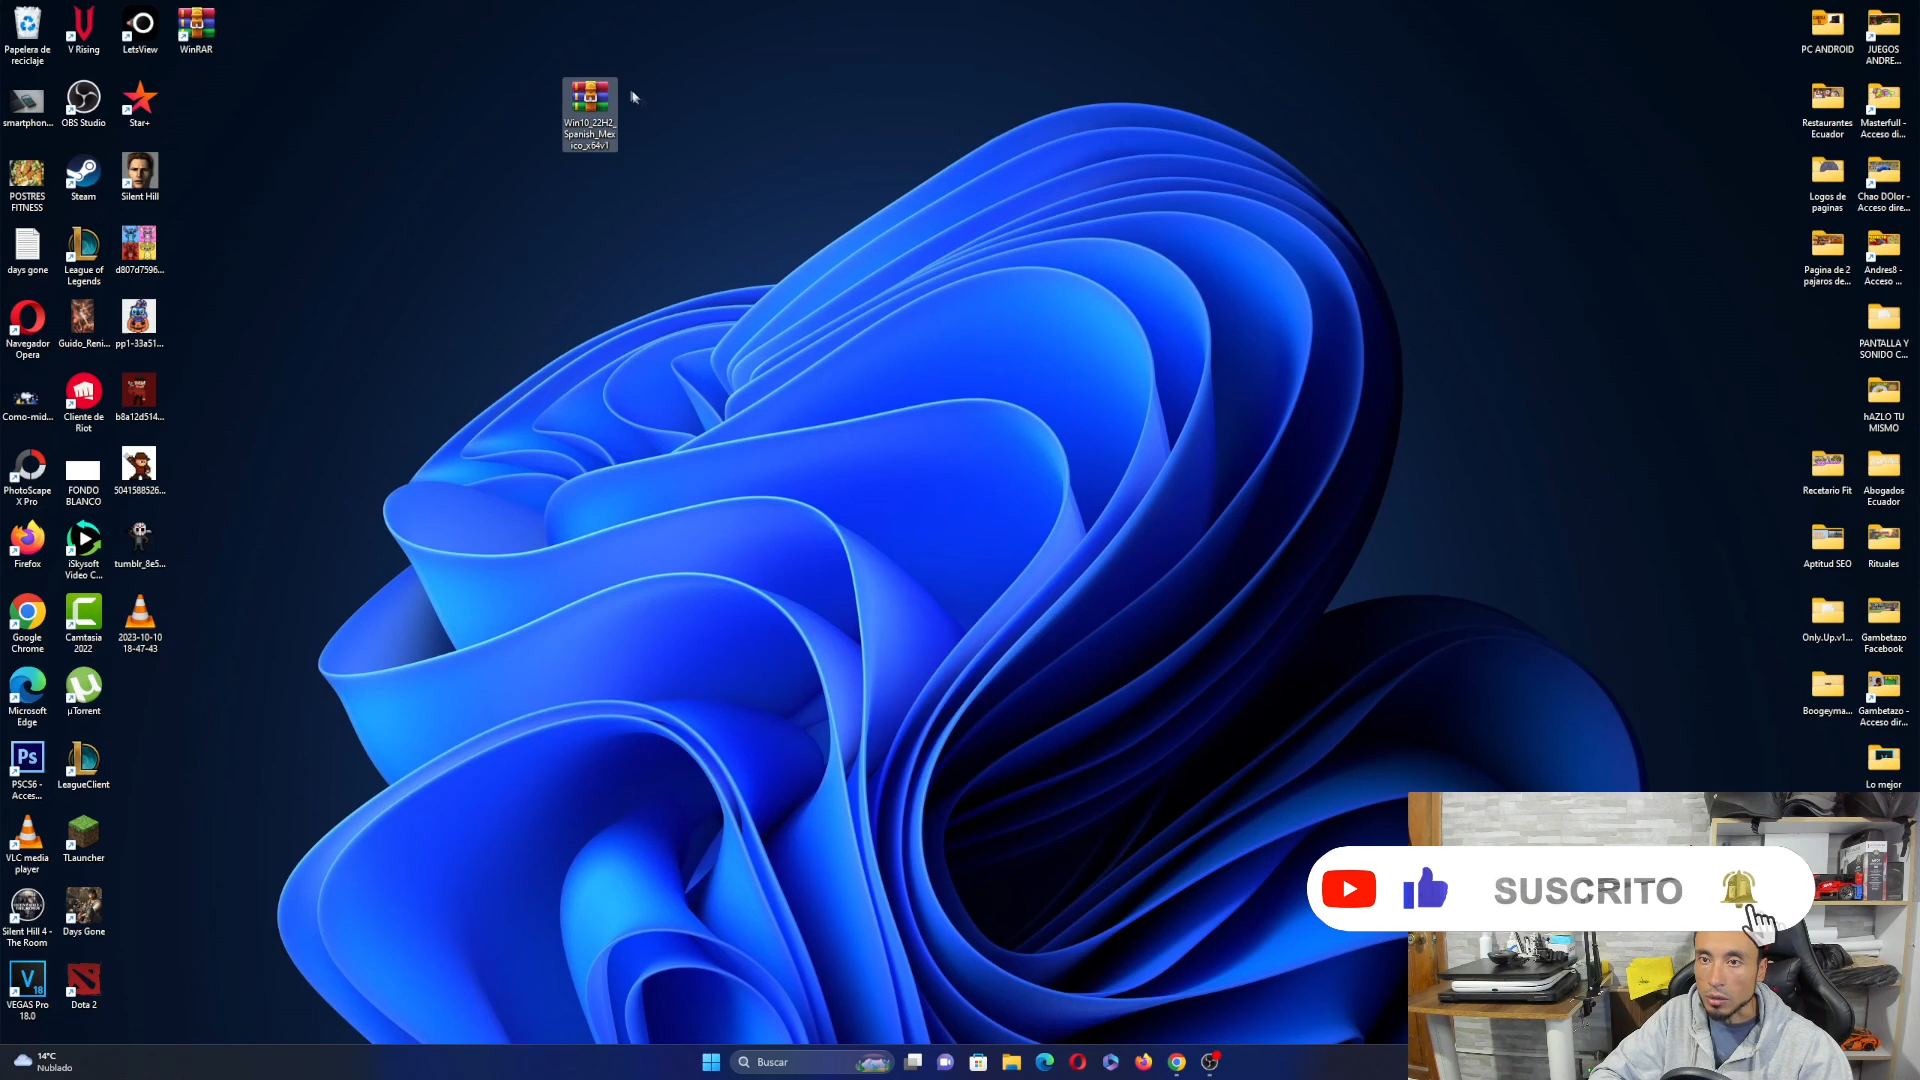 Papelera de
reciclaje
V Rising
LetsView
WinRAR
smartphon...
OBS Studio
Star+
POSTRES
FITNESS
Steam
Silent Hill
days gone
League of
Legends
d807d7596...
Navegador
Opera
Guido_Reni...
pp1-33a51...
Como-mid...
Cliente de
Riot
b8a12d514...
PhotoScape
X Pro
FONDO
BLANCO
5041588526...
Firefox
iSkysoft
Video C...
tumblr_8e5...
Google
Chrome
Camtasia
2022
2023-10-10
18-47-43
Microsoft
Edge
µTorrent
Ps
PSCS6 -
Acces...
LeagueClient
VLC media
player
TLauncher
Silent Hill 4 -
The Room
Days Gone
V
18
VEGAS Pro
18.0
Dota 2
Win10_22H2_
Spanish_Mex
ico_x64v1
PC ANDROID
JUEGOS
ANDRE...
Restaurantes
Ecuador
Masterfull -
Acceso di...
Logos de
paginas
Chao DOlor -
Acceso dire...
Pagina de 2
pajaros de...
Andres8 -
Acceso ...
PANTALLA Y
SONIDO C...
hAZLO TU
MISMO
Recetario Fit
Abogados
Ecuador
Aptitud SEO
Rituales
Only.Up.v1...
Gambetazo
Facebook
Boogeyma...
Gambetazo -
Acceso dir...
Lo mejor
SUSCRITO
14°C
Nublado
Buscar